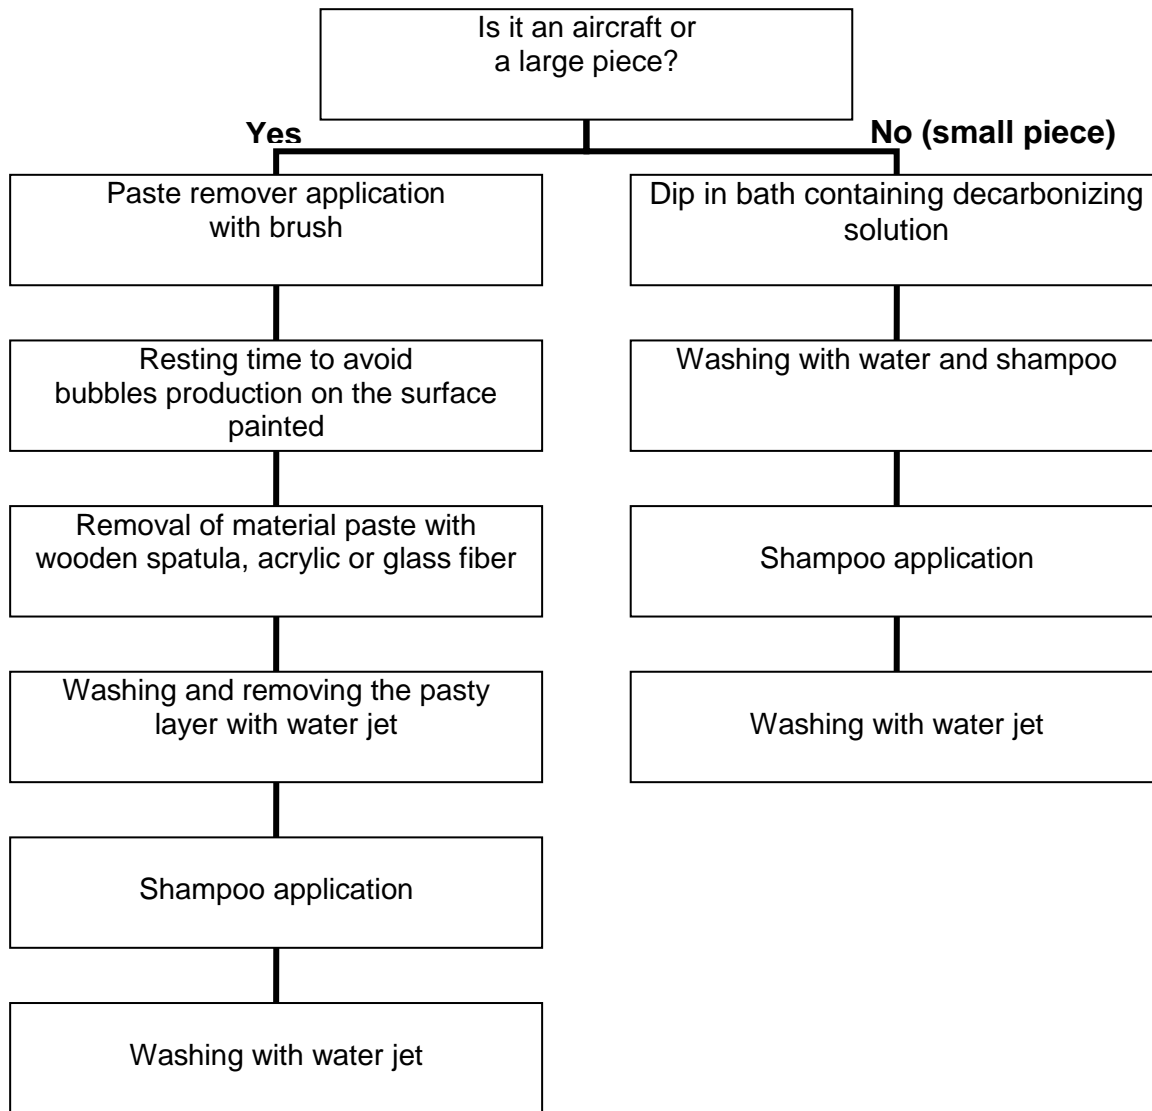 Is it an aircraft or
a large piece?
Yes
No (small piece)
Paste remover application
with brush
Dip in bath containing decarbonizing
solution
Resting time to avoid
bubbles production on the surface
painted
Washing with water and shampoo
Removal of material paste with
wooden spatula, acrylic or glass fiber
Shampoo application
Washing and removing the pasty
layer with water jet
Washing with water jet
Shampoo application
Washing with water jet